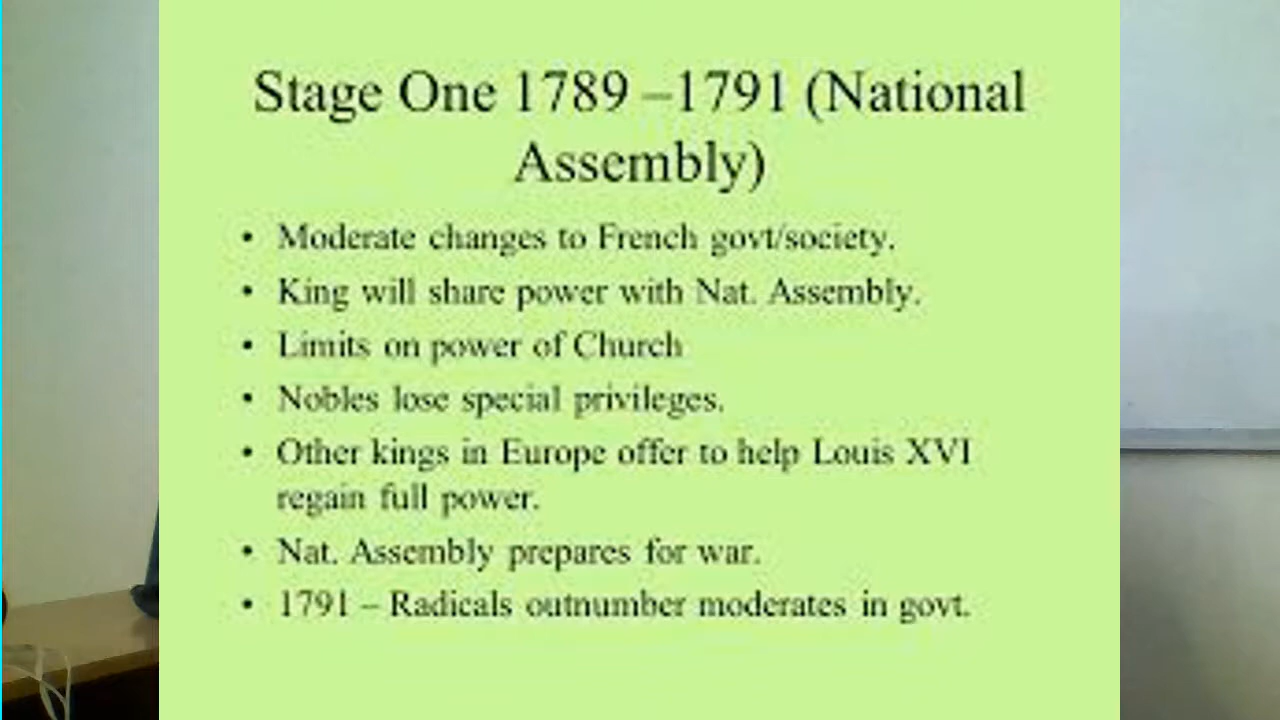 Stage One 1789 –1791 (National
Assembly)
• Moderate changes to French govt/society.
• King will share power with Nat. Assembly.
• Limits on power of Church
• Nobles lose special privileges.
• Other kings in Europe offer to help Louis XVI
regain full power.
• Nat. Assembly prepares for war.
• 1791 – Radicals outnumber moderates in govt.